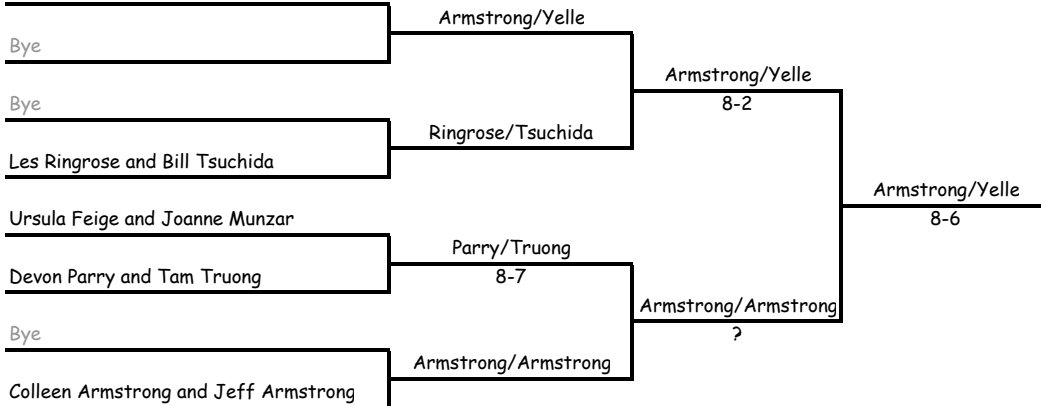 Armstrong/Yelle
Bye
Armstrong/Yelle
8-2
Bye
Ringrose/Tsuchida
Les Ringrose and Bill Tsuchida
Armstrong/Yelle
8-6
Ursula Feige and Joanne Munzar
Parry/Truong
8-7
Devon Parry and Tam Truong
Armstrong/Armstrong
?
Bye
Armstrong/Armstrong
Colleen Armstrong and Jeff Armstrong